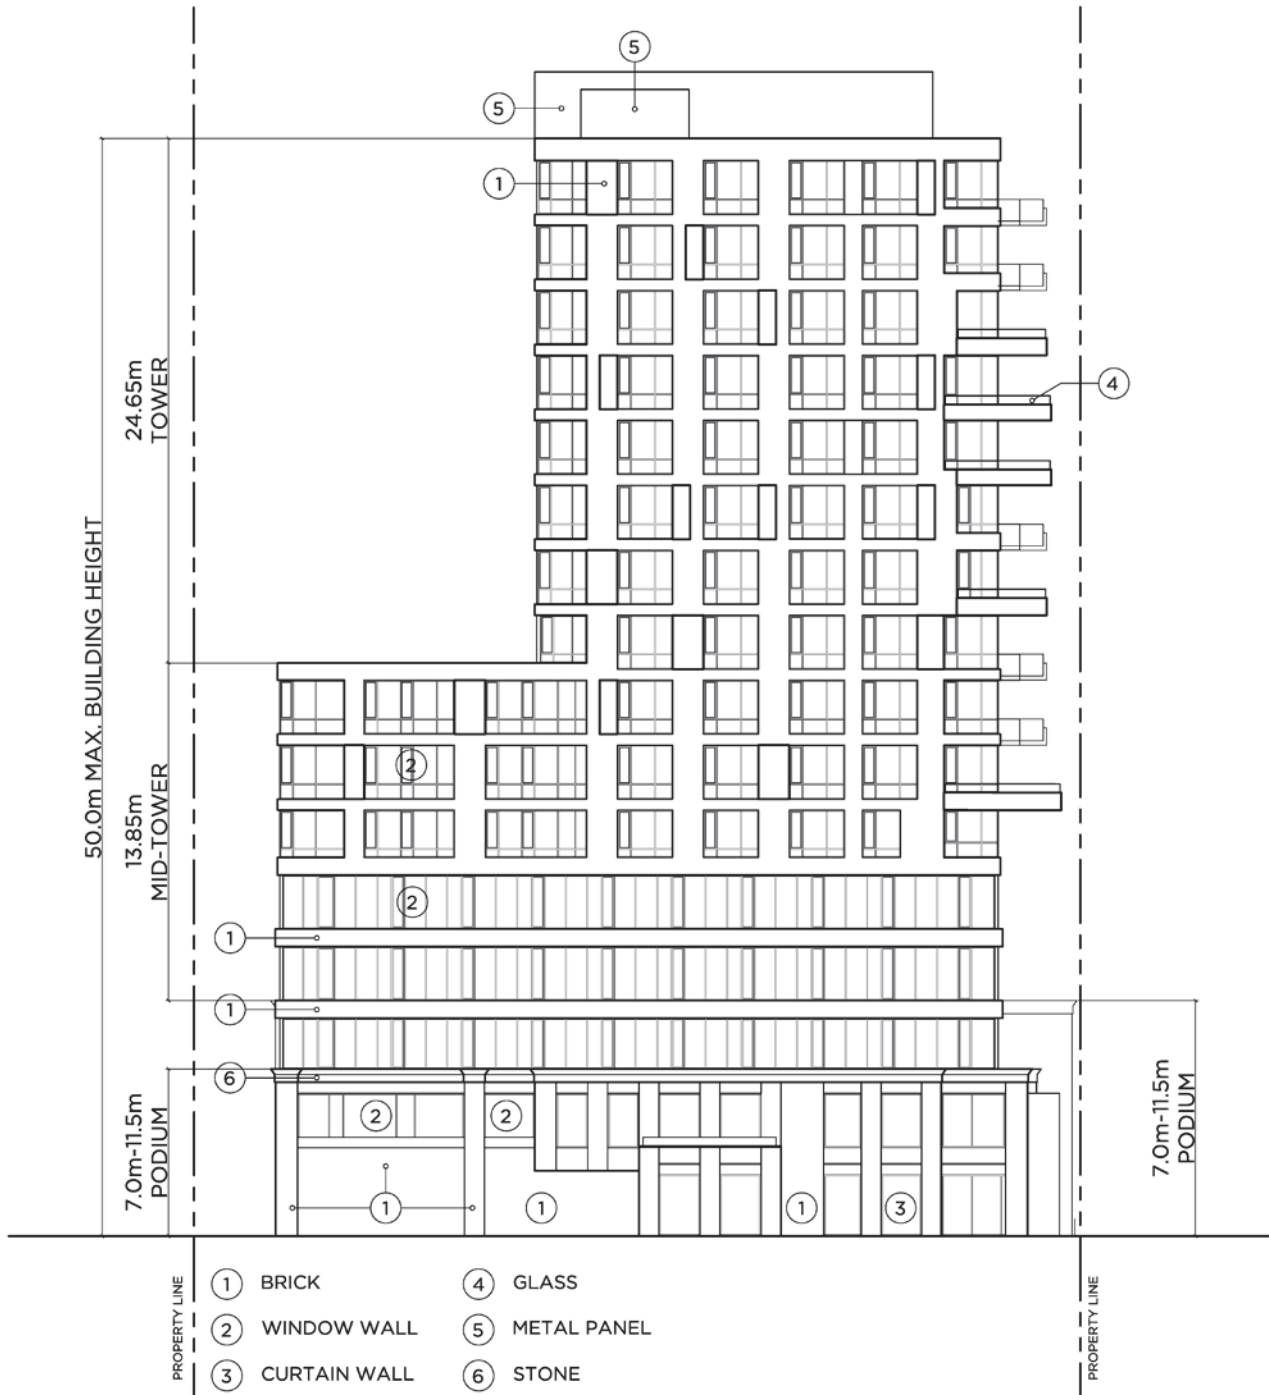 5
5
1
4
24.65m
TOWER
50.0m MAX. BUILDING HEIGHT
2
13.85m
MID-TOWER
2
1
1
6
7.0m-11.5m
PODIUM
2
2
7.0m-11.5m
PODIUM
1
1
1
3
PROPERTY LINE
PROPERTY LINE
1 BRICK
4 GLASS
2 WINDOW WALL
5 METAL PANEL
3 CURTAIN WALL
6 STONE